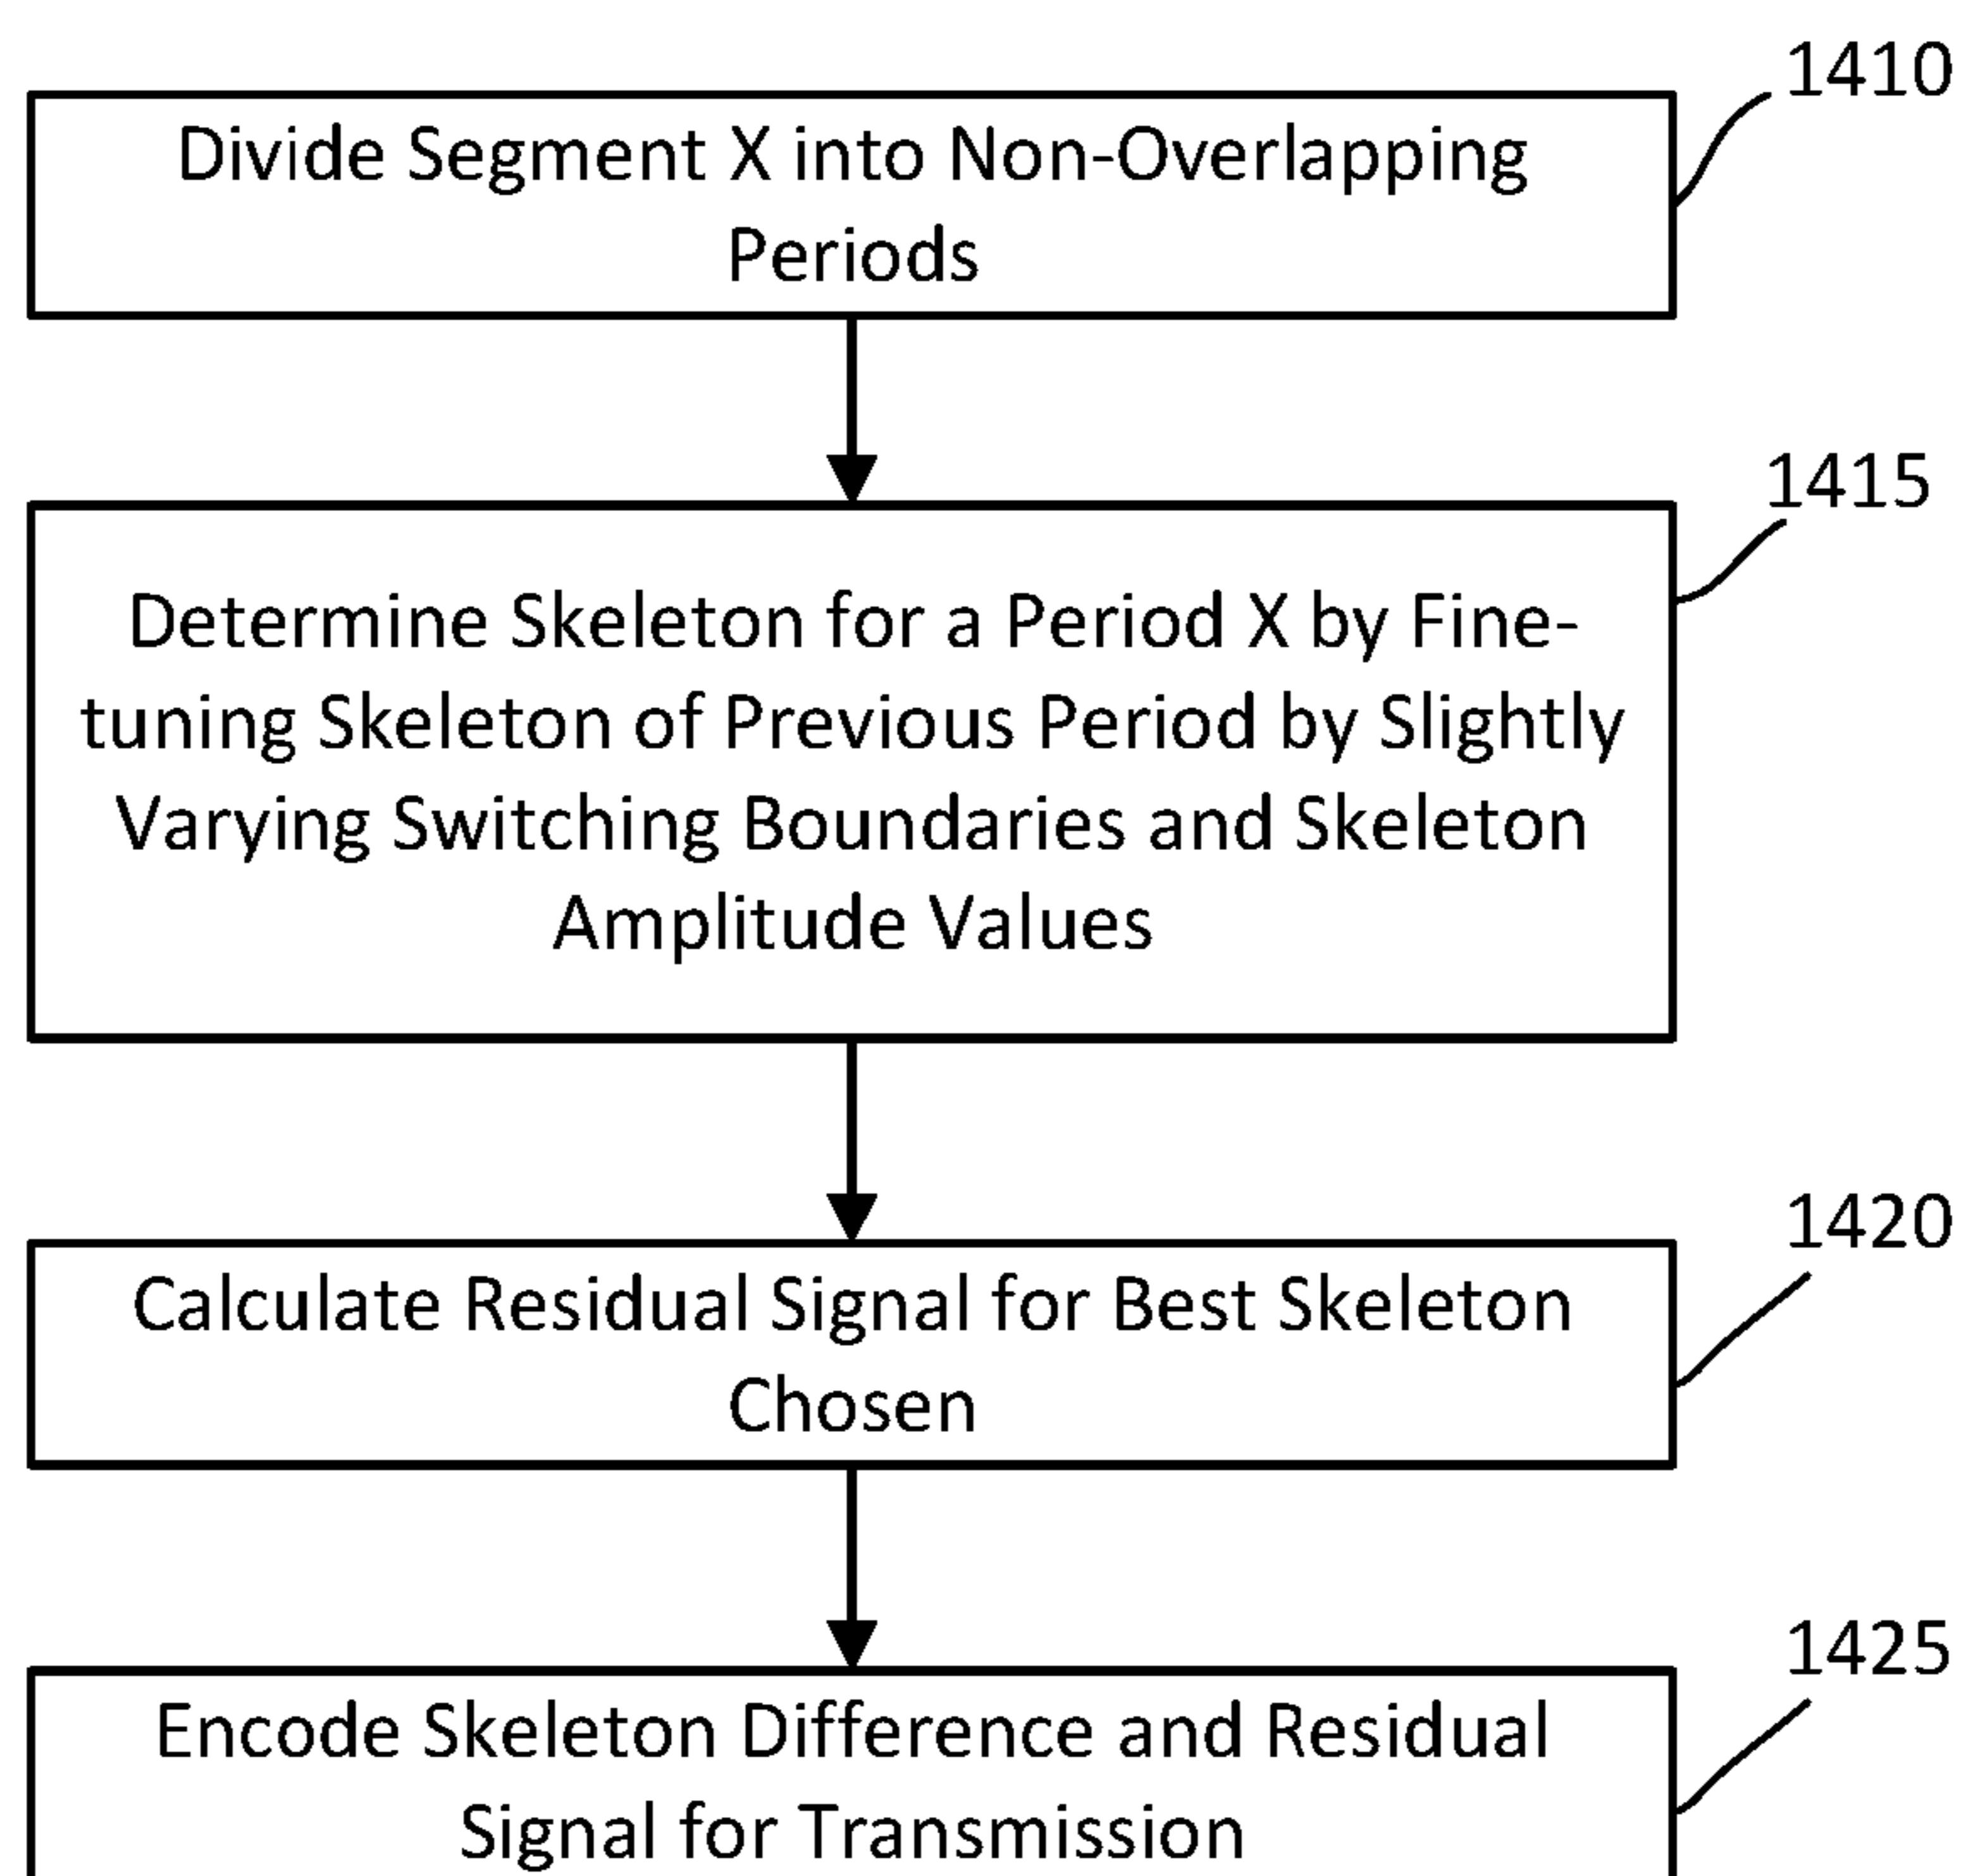 1410
Divide Segment X into Non-Overlapping
Periods
1415
Determine Skeleton for a Period X by Fine-
tuning Skeleton of Previous Period by Slightly
Varying Switching Boundaries and Skeleton
Amplitude Values
1420
Calculate Residual Signal for Best Skeleton
Chosen
1425
Encode Skeleton Difference and Residual
Signal for Transmission